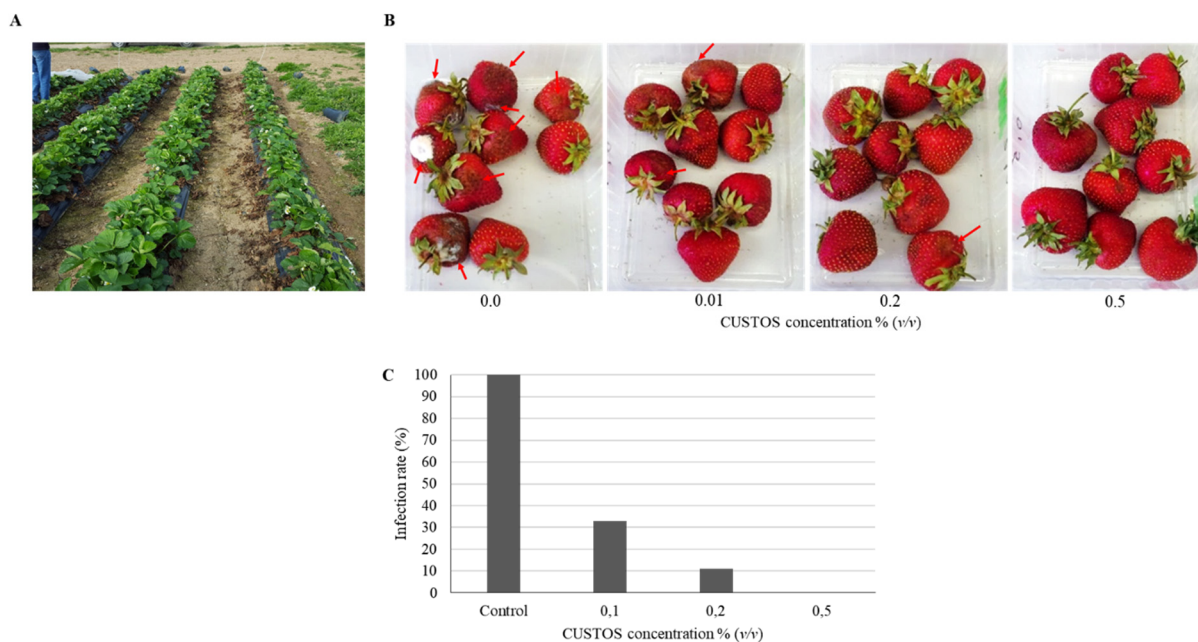 A
B
0.0 0.01 0.2 0.5
CUSTOS concentration % (v/v)
C
Infection rate (%)
100
90
80
70
60
50
40
30
20
10
0
Control 0,1 0,2 0,5
CUSTOS concentration % (v/v)